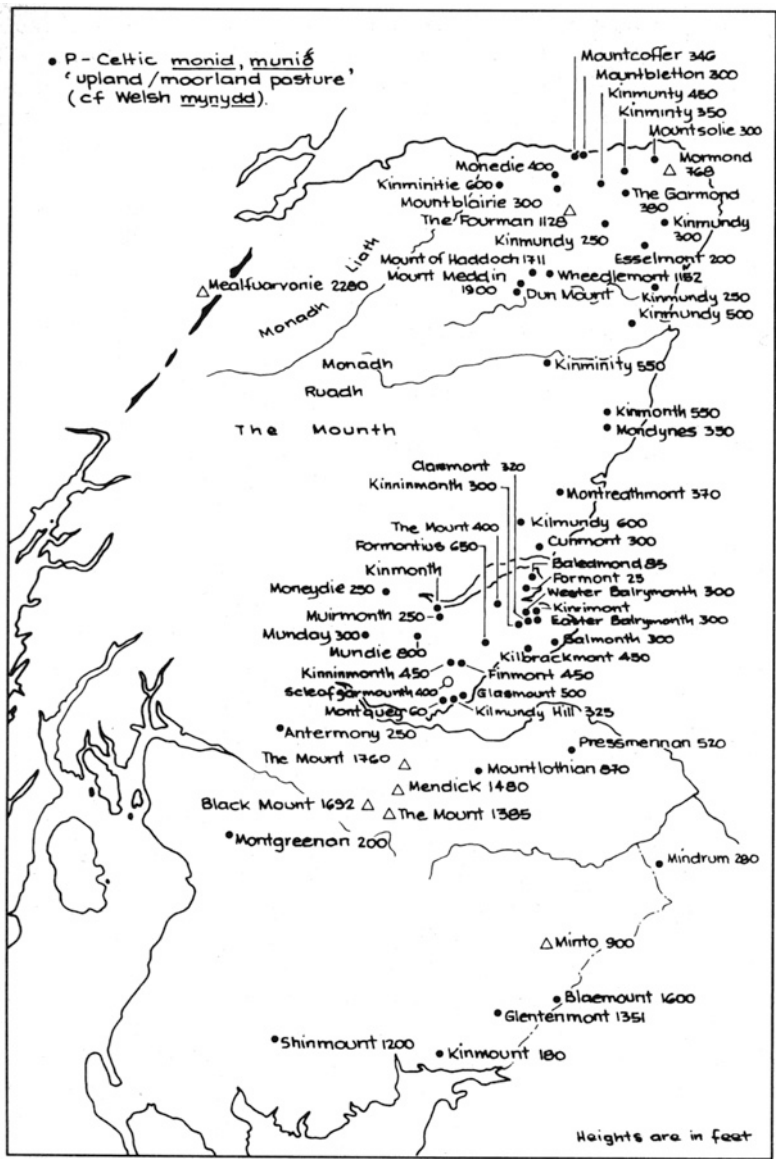 • P-Celtic monid, muniđ
'upland/moorland pasture'
(cf Welsh mynydd).
Mountcoffer 346
Mountbletton 300
Kinmunty 450
Kinminty 350
Mountsolie 300
Monedie 400
Mormond
768
Kinminitie 600
The Garmond
380
Mountblairie 300
The Fourman 1128
Kinmundy
300
Kinmundy 250
Esselmont 200
Mount of Haddoch 1711
Mount Meddin
1900
Wheedlemont 1152
Dun Mount
Kinmundy 250
Kinmundy 500
Mealfuarvonie 2280
Monadh Liath
Monadh
Ruadh
Kinminity 550
The Mounth
Kinmonth 550
Mondynes 350
Clasmont 320
Kinninmonth 300
Montreathmont 370
The Mount 400
Kilmundy 600
Formontius 650
Cunmont 300
Kinmonth
Baledmond 85
Formont 25
Moneydie 250
Wester Balrymonth 300
Kinrimont
Muirmonth 250
Easter Balrymonth 300
Munday 300
Balmonth 300
Mundie 800
Kilbrackmont 450
Kinninmonth 450
Finmont 450
Scleofgarmounth 400
Glasmount 500
Montquey 60
Kilmundy Hill 325
Antermony 250
Pressmennan 520
The Mount 1760
Mountlothian 870
Mendick 1480
Black Mount 1692
The Mount 1385
Montgreenan 200
Mindrum 280
Minto 900
Blaemount 1600
Glentenmont 1351
Shinmount 1200
Kinmount 180
Heights are in feet